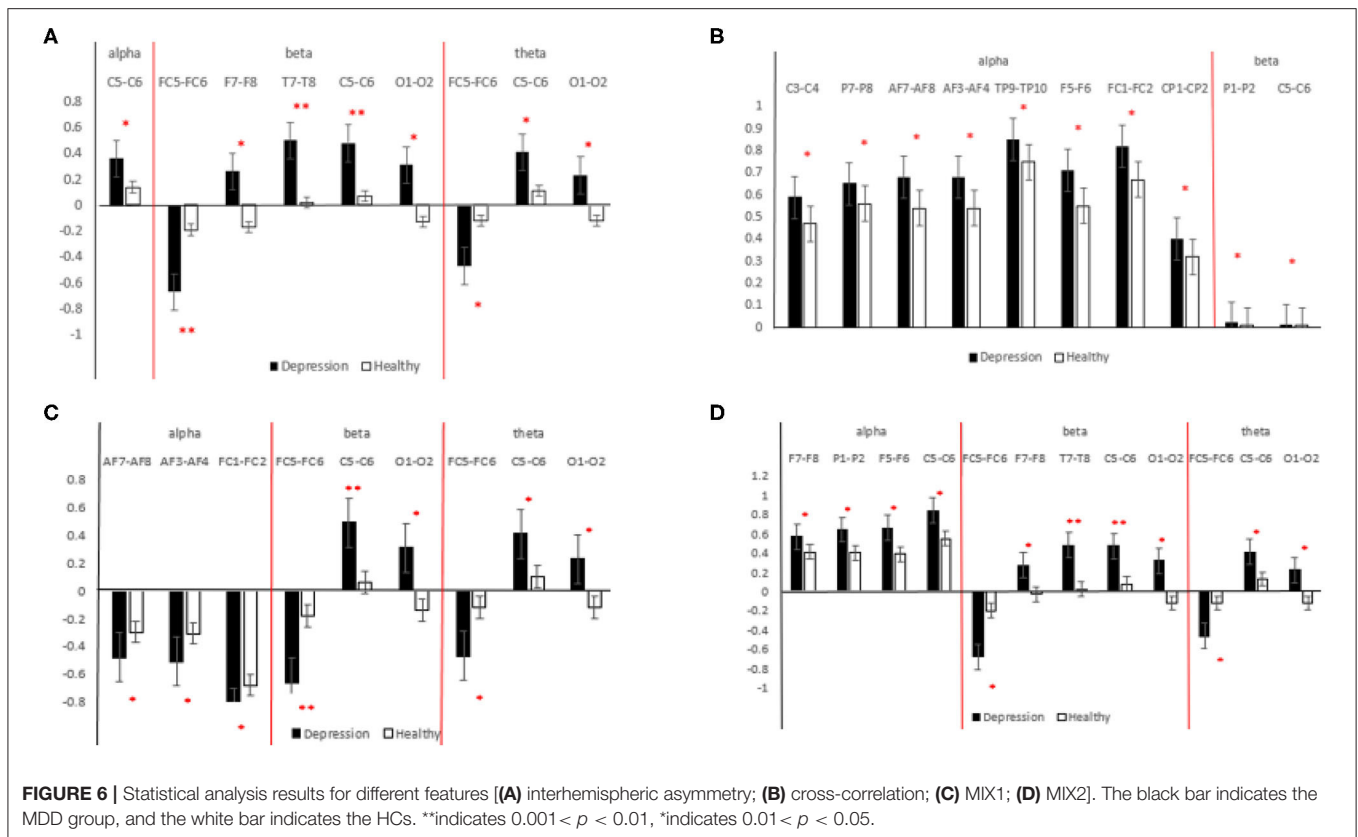 A
alpha beta theta
C5-C6 FC5-FC6 F7-F8 T7-T8 C5-C6 O1-O2 FC5-FC6 C5-C6 O1-O2
0.8
0.6
0.4
0.2
0
-0.2
-0.4
-0.6
-0.8
-1
* ** * ** ** * * * *
Depression Healthy
B
alpha beta
C3-C4 P7-P8 AF7-AF8 AF3-AF4 TP9-TP10 F5-F6 FC1-FC2 CP1-CP2 P1-P2 C5-C6
1
0.9
0.8
0.7
0.6
0.5
0.4
0.3
0.2
0.1
0
* * * * * * * * * *
Depression Healthy
C
alpha beta theta
AF7-AF8 AF3-AF4 FC1-FC2 FC5-FC6 C5-C6 O1-O2 FC5-FC6 C5-C6 O1-O2
0.8
0.6
0.4
0.2
0
-0.2
-0.4
-0.6
-0.8
* * * ** ** * * * *
Depression Healthy
D
alpha beta theta
F7-F8 P1-P2 F5-F6 C5-C6 FC5-FC6 F7-F8 T7-T8 C5-C6 O1-O2 FC5-FC6 C5-C6 O1-O2
1.2
1
0.8
0.6
0.4
0.2
0
-0.2
-0.4
-0.6
-0.8
-1
* * * * * * ** ** * * * *
Depression Healthy
FIGURE 6 | Statistical analysis results for different features [(A) interhemispheric asymmetry; (B) cross-correlation; (C) MIX1; (D) MIX2]. The black bar indicates the
MDD group, and the white bar indicates the HCs. **indicates 0.001< p < 0.01, *indicates 0.01< p < 0.05.